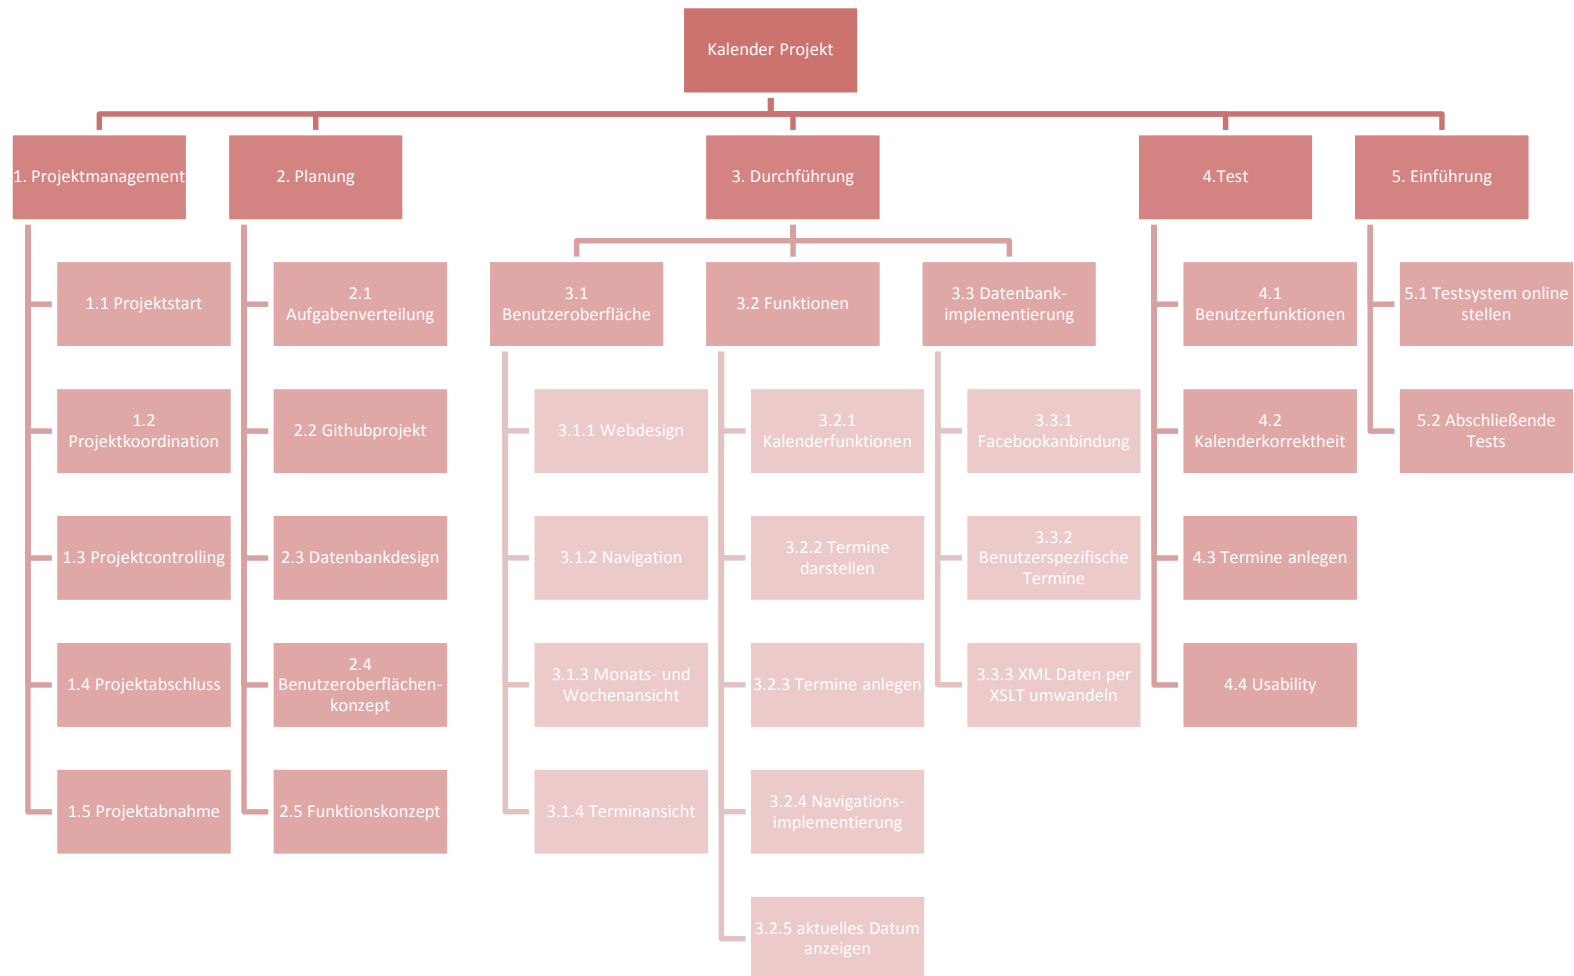 Kalender Projekt
1. Projektmanagement
2. Planung
3. Durchführung
4.Test
5. Einführung
1.1 Projektstart
2.1
Aufgabenverteilung
3.1
Benutzeroberfläche
3.2 Funktionen
3.3 Datenbank-
implementierung
4.1
Benutzerfunktionen
5.1 Testsystem online
stellen
1.2
Projektkoordination
2.2 Githubprojekt
3.1.1 Webdesign
3.2.1
Kalenderfunktionen
3.3.1
Facebookanbindung
4.2
Kalenderkorrektheit
5.2 Abschließende
Tests
1.3 Projektcontrolling
2.3 Datenbankdesign
3.1.2 Navigation
3.2.2 Termine
darstellen
3.3.2
Benutzerspezifische
Termine
4.3 Termine anlegen
1.4 Projektabschluss
2.4
Benutzeroberflächen-
konzept
3.1.3 Monats- und
Wochenansicht
3.2.3 Termine anlegen
3.3.3 XML Daten per
XSLT umwandeln
4.4 Usability
1.5 Projektabnahme
2.5 Funktionskonzept
3.1.4 Terminansicht
3.2.4 Navigations-
implementierung
3.2.5 aktuelles Datum
anzeigen